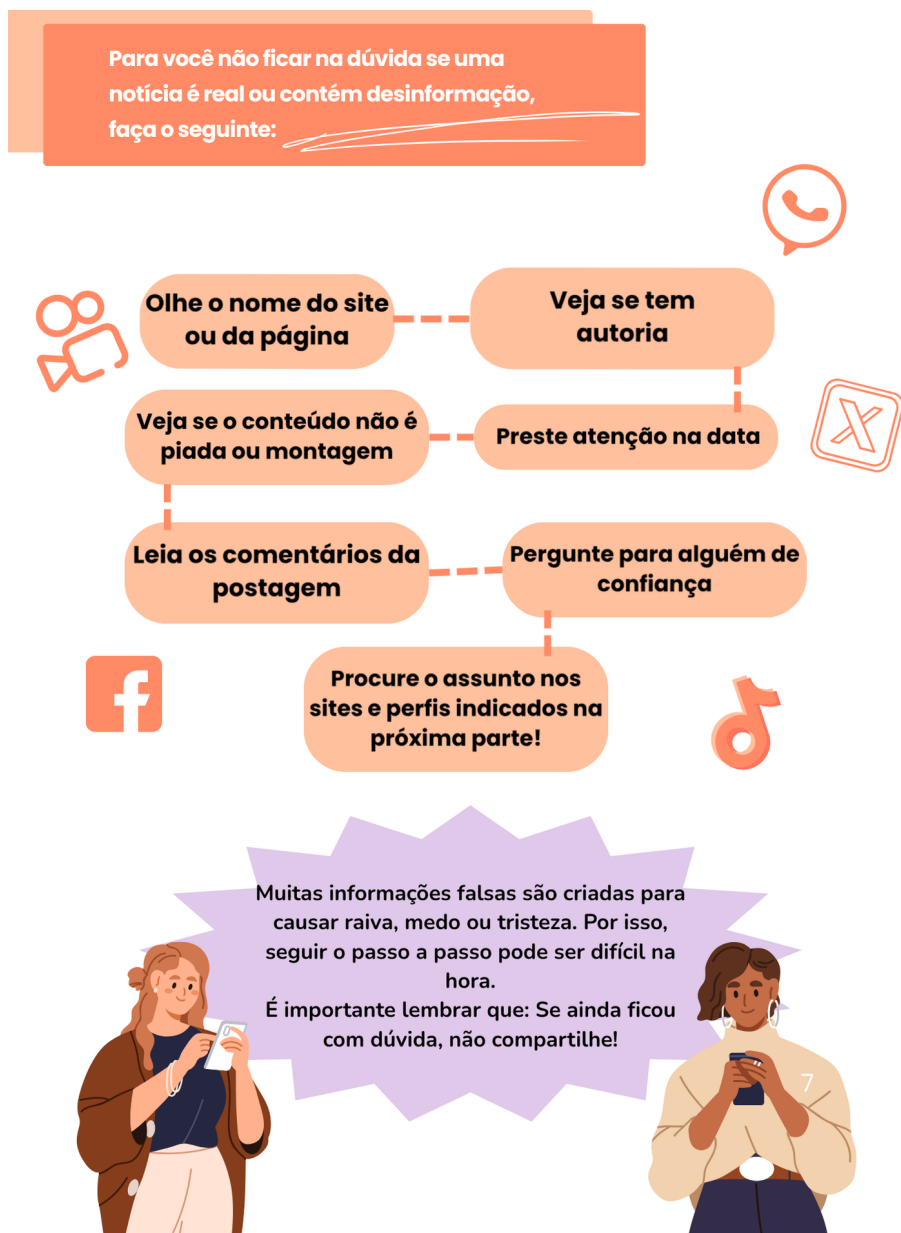 Para você não ficar na dúvida se uma
notícia é real ou contém desinformação,
faça o seguinte:
Olhe o nome do site
ou da página
Veja se tem
autoria
Preste atenção na data
Veja se o conteúdo não é
piada ou montagem
Leia os comentários da
postagem
Pergunte para alguém de
confiança
Procure o assunto nos
sites e perfis indicados na
próxima parte!
Muitas informações falsas são criadas para
causar raiva, medo ou tristeza. Por isso,
seguir o passo a passo pode ser difícil na
hora.
É importante lembrar que: Se ainda ficou
com dúvida, não compartilhe!
7